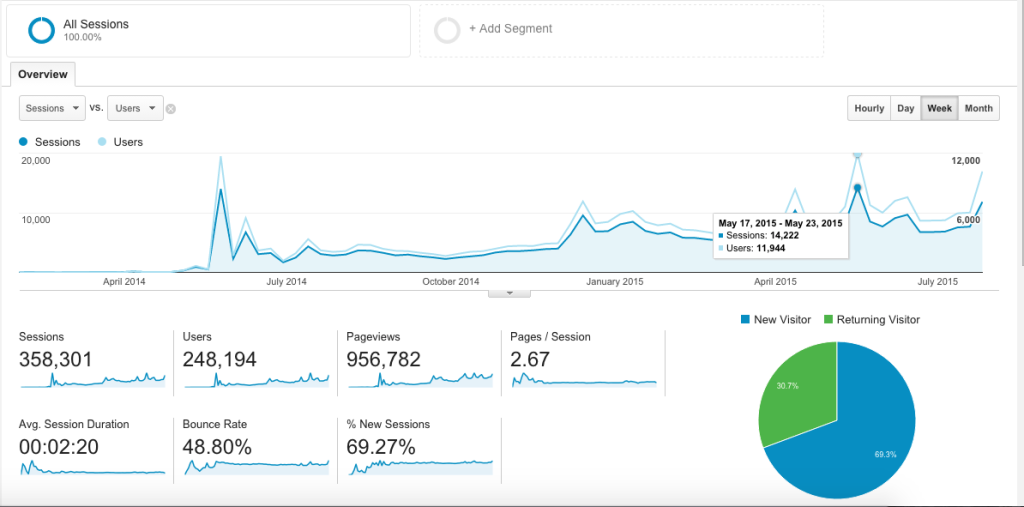 All Sessions
100.00%
+ Add Segment
Overview
Sessions vs. Users
Hourly Day Week Month
Sessions Users
20,000 12,000
10,000 6,000
May 17, 2015 - May 23, 2015
Sessions: 14,222
Users: 11,944
April 2014 July 2014 October 2014 January 2015 April 2015 July 2015
New Visitor Returning Visitor
Sessions Users Pageviews Pages / Session
358,301 248,194 956,782 2.67
30.7%
Avg. Session Duration Bounce Rate % New Sessions
00:02:20 48.80% 69.27%
69.3%